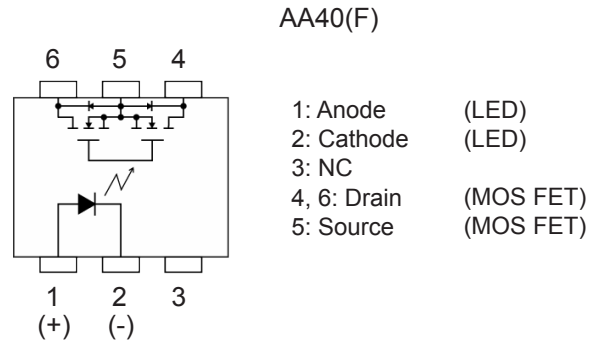 AA40(F)
6 5 4
1: Anode (LED)
2: Cathode (LED)
3: NC
4, 6: Drain (MOS FET)
5: Source (MOS FET)
1 2 3
(+) (-)